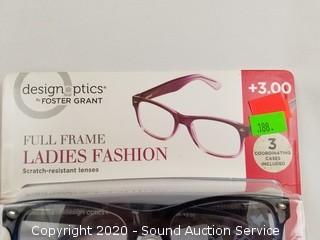 designoptics®
By FOSTER GRANT
+3.00
188.
FULL FRAME
LADIES FASHION
Scratch-resistant lenses
3
COORDINATING
CASES
INCLUDED
design optics
Copyright 2020 - Sound Auction Service